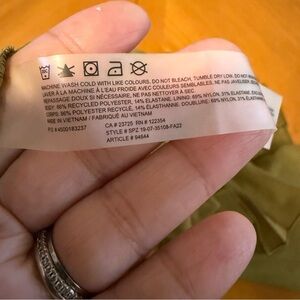 MACHINE WASH COLD WITH LIKE COLOURS. DO NOT BLEACH, TUMBLE DRY LOW. DO NOT
LAVER À LA MACHINE À L'EAU FROIDE AVEC COULEURS SEMBLABLES. NE PAS
REPASSAGE DOUX SI NÉCESSAIRE. NE PAS NETTOYER À SEC.
BODY: 86% RECYCLED POLYESTER, 14% ELASTANE. LINING: 69% NYLON, 31% ELASTANE.
CORPS: 86% POLYESTER RECYCLÉ, 14% ÉLASTHANNE. DOUBLURE: 69% NYLON, 31%
MADE IN VIETNAM / FABRIQUÉ AU VIETNAM
PO # 4500183237
CA # 23725 RN # 122354
STYLE # SPZ 19-07-35108-FA22
ARTICLE # 94644